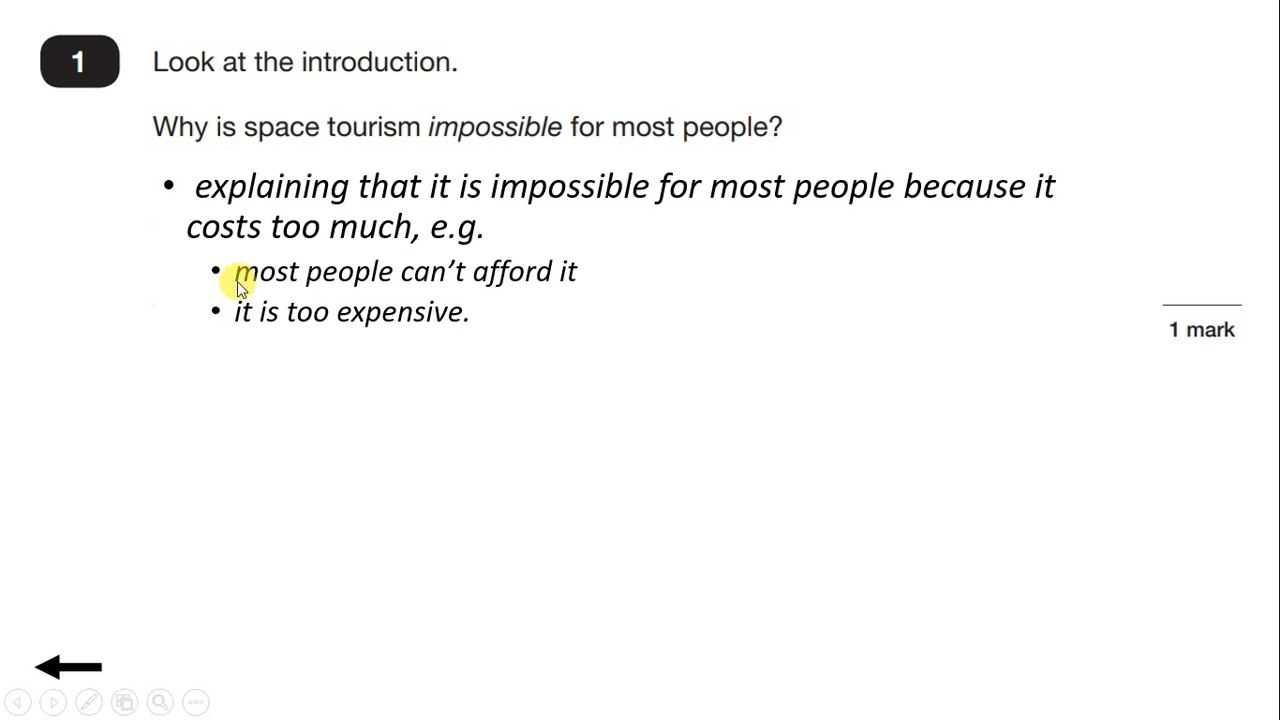 1
Look at the introduction.
Why is space tourism impossible for most people?
• explaining that it is impossible for most people because it
costs too much, e.g.
• most people can’t afford it
• it is too expensive.
1 mark